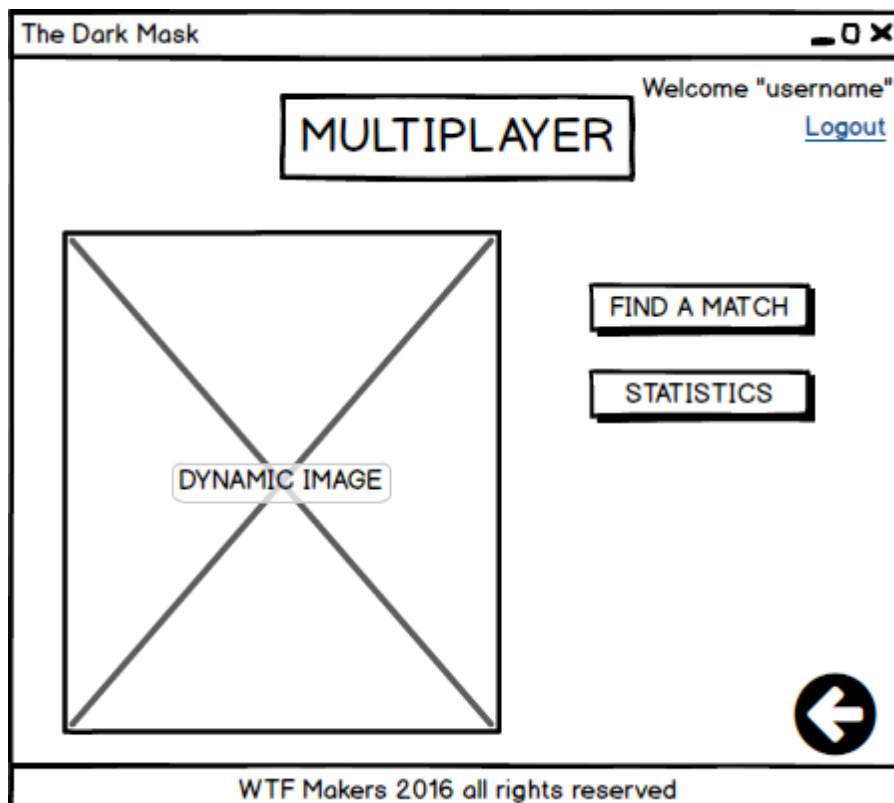 The Dark Mask
Welcome "username"
Logout
MULTIPLAYER
FIND A MATCH
STATISTICS
DYNAMIC IMAGE
WTF Makers 2016 all rights reserved